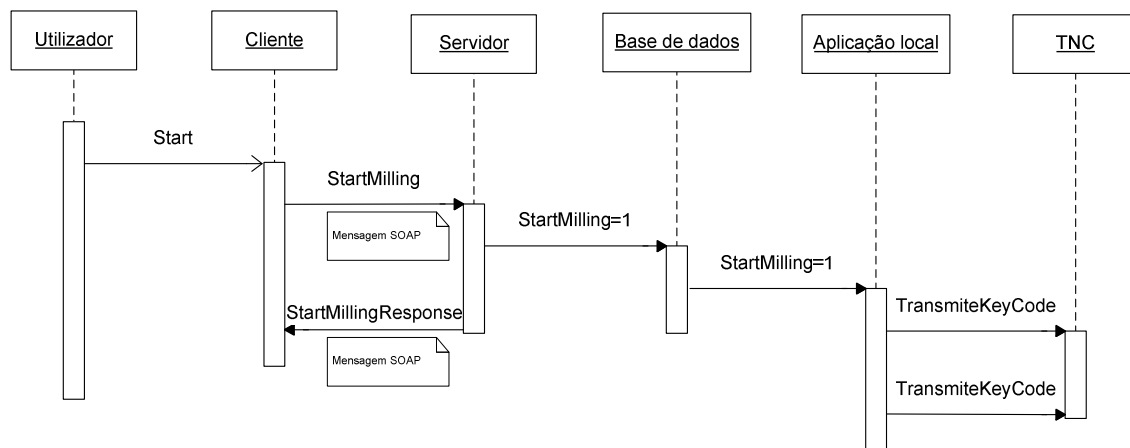 Utilizador
Cliente
Servidor
Base de dados
Aplicação local
TNC
Start
StartMilling
Mensagem SOAP
StartMilling=1
StartMilling=1
StartMillingResponse
TransmiteKeyCode
Mensagem SOAP
TransmiteKeyCode